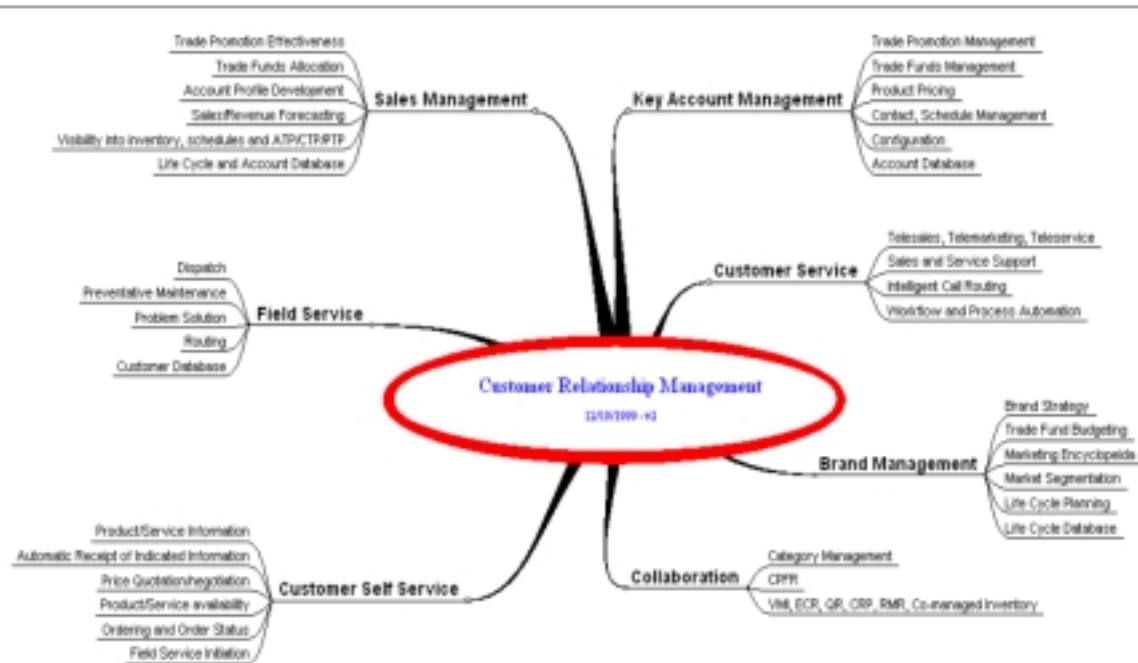 Trade Promotion Effectiveness
Trade Funds Allocation
Account Profile Development
Sales/Revenue Forecasting
Visibility into inventory, schedules and ATP/CTP/PTP
Life Cycle and Account Database
Sales Management
Key Account Management
Trade Promotion Management
Trade Funds Management
Product Pricing
Contact, Schedule Management
Configuration
Account Database
Customer Service
Telesales, Telemarketing, Teleservice
Sales and Service Support
Intelligent Call Routing
Workflow and Process Automation
Dispatch
Preventative Maintenance
Problem Solution
Routing
Customer Database
Field Service
Customer Relationship Management
Brand Management
Brand Strategy
Trade Fund Budgeting
Marketing Encyclopeida
Market Segmentation
Life Cycle Planning
Life Cycle Database
Product/Service Information
Automatic Receipt of Indicated Information
Price Quotation/negotiation
Product/Service availability
Ordering and Order Status
Field Service Initiation
Customer Self Service
Collaboration
Category Management
CPFR
VMI, ECR, QR, CRP, RMR, Co-managed Inventory